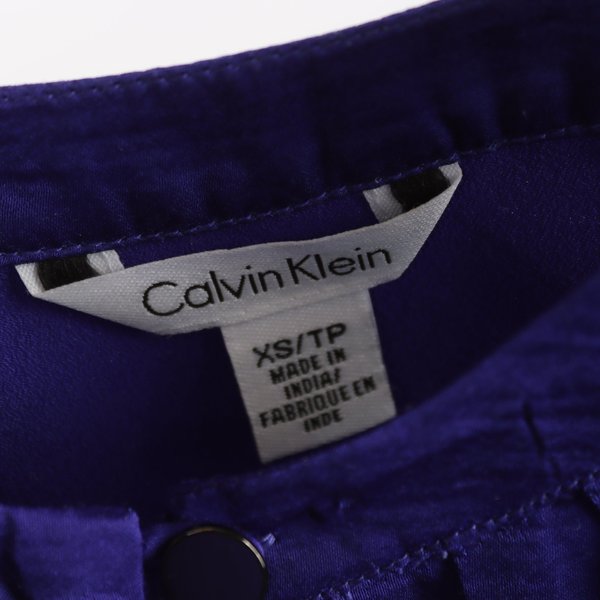 Calvin Klein
XS/TP
MADE IN
INDIA/
FABRIQUE EN
INDE